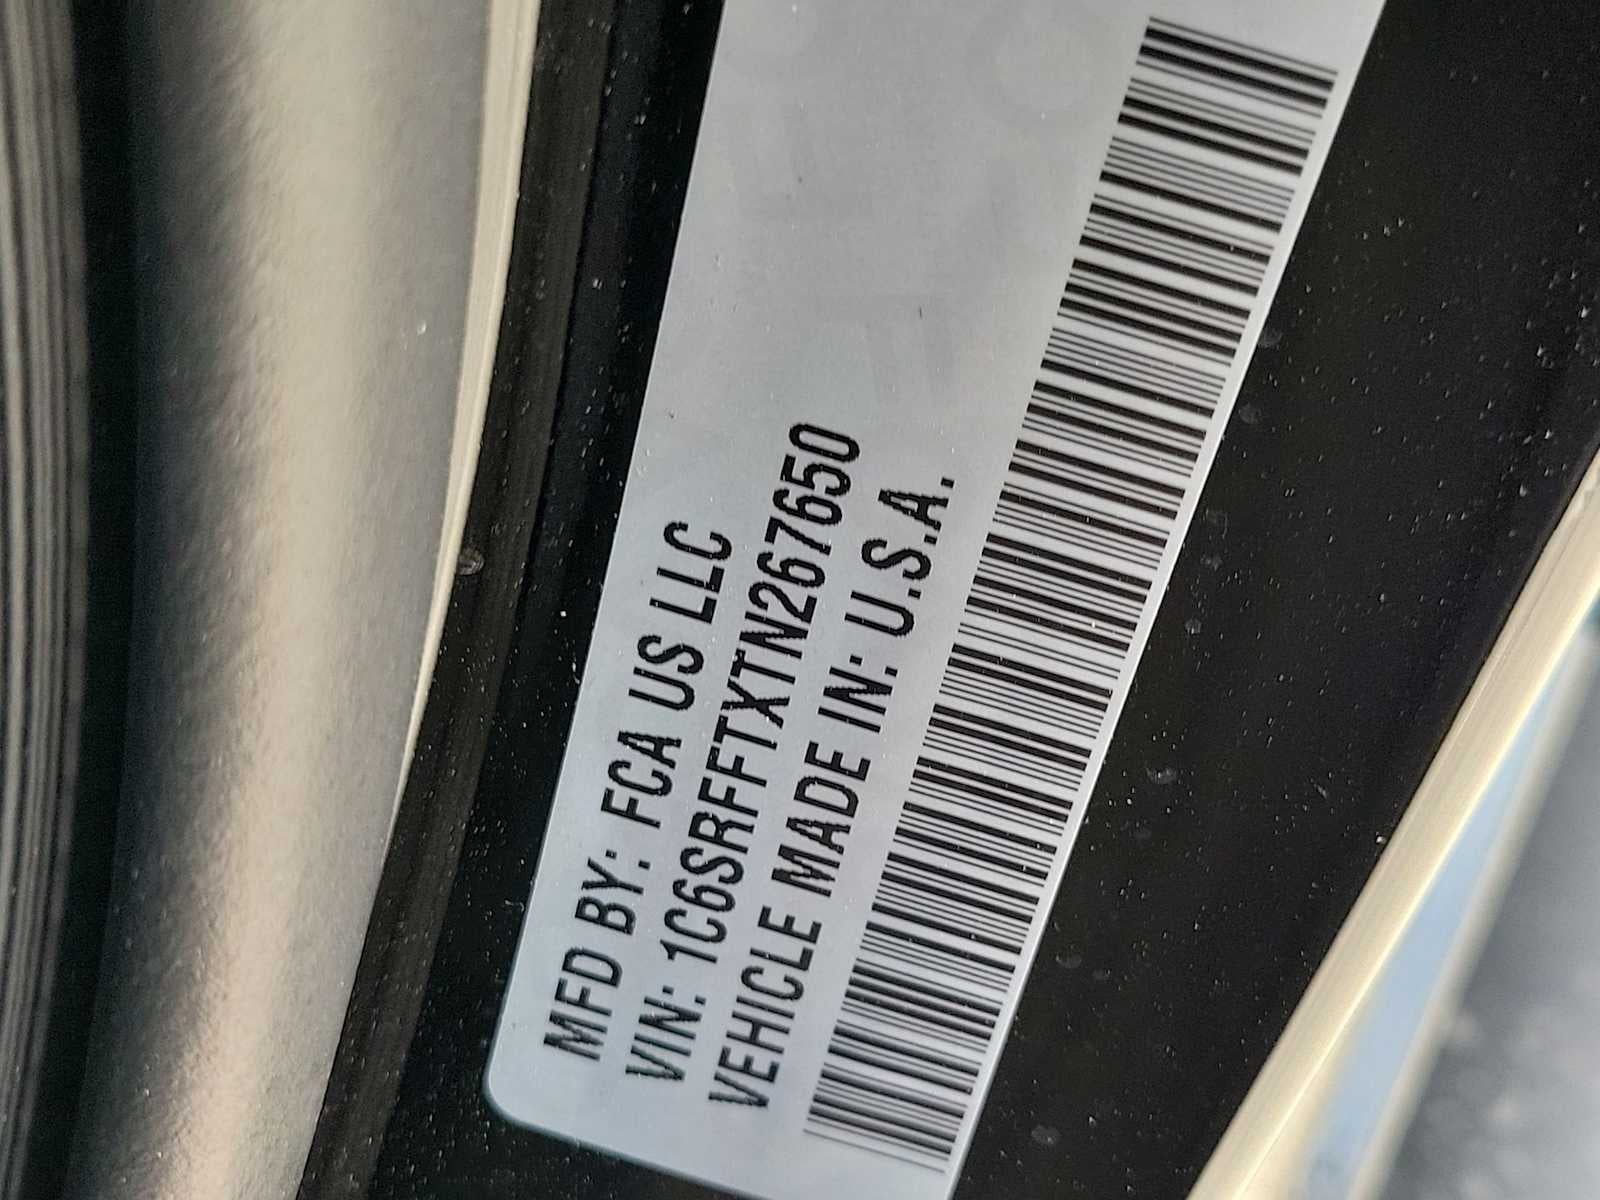 MFD BY: FCA US LLC
VIN: 1C6SRFFTXTN267650
VEHICLE MADE IN: U.S.A.